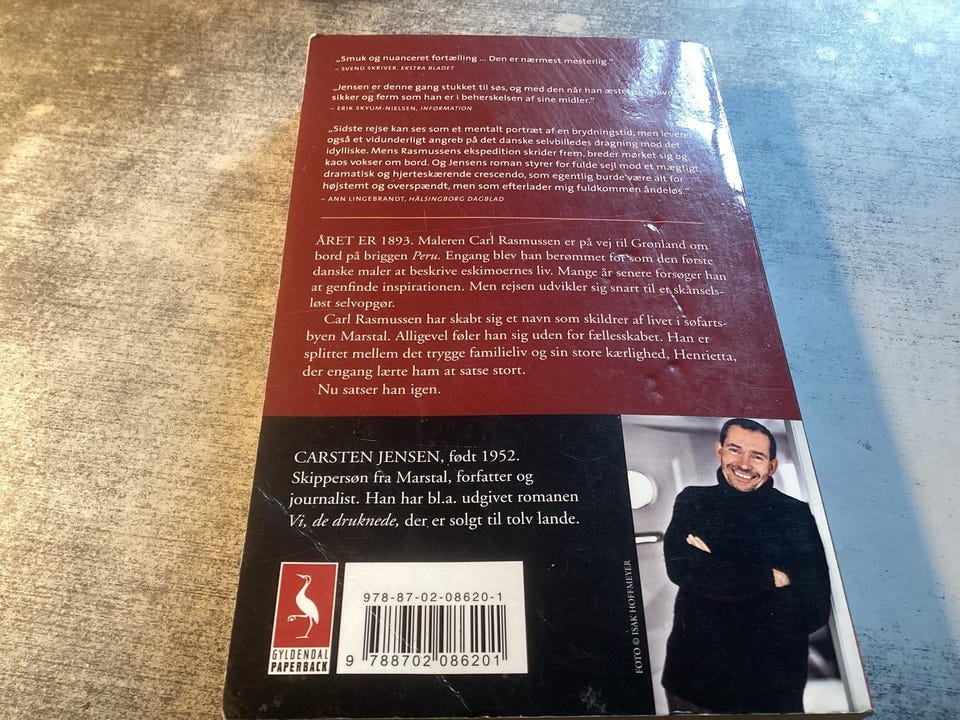 „Smuk og nuanceret fortælling ... Den er nærmest mesterlig.”
– SVEND SKRIVER, EKSTRA BLADET
„Jensen er denne gang stukket til søs, og med den når han æstetisk i havn,
sikker og ferm som han er i beherskelsen af sine midler.”
– ERIK SKYUM-NIELSEN, INFORMATION
„Sidste rejse kan ses som et mentalt portræt af en brydningstid, men leverer
også et vidunderligt angreb på det danske selvbilledes dragning mod det
idylliske. Mens Rasmussens ekspedition skrider frem, breder mørket sig og
kaos vokser om bord. Og Jensens roman styrer for fulde sejl mod et mægtigt,
dramatisk og hjerteskærende crescendo, som egentlig burde være alt for
højstemt og overspændt, men som efterlader mig fuldkommen åndeløs.”
– ANN LINGEBRANDT, HÄLSINGBORG DAGBLAD
ÅRET ER 1893. Maleren Carl Rasmussen er på vej til Grønland om
bord på briggen Peru. Engang blev han berømmet for som den første
danske maler at beskrive eskimoernes liv. Mange år senere forsøger han
at genfinde inspirationen. Men rejsen udvikler sig snart til et skånsels-
løst selvopgør.
Carl Rasmussen har skabt sig et navn som skildrer af livet i søfarts-
byen Marstal. Alligevel føler han sig uden for fællesskabet. Han er
splittet mellem det trygge familieliv og sin store kærlighed, Henrietta,
der engang lærte ham at satse stort.
Nu satser han igen.
CARSTEN JENSEN, født 1952.
Skippersøn fra Marstal, forfatter og
journalist. Han har bl.a. udgivet romanen
Vi, de druknede, der er solgt til tolv lande.
FOTO © ISAK HOFFMEYER
GYLDENDAL
PAPERBACK
978-87-02-08620-1
9 788702 086201